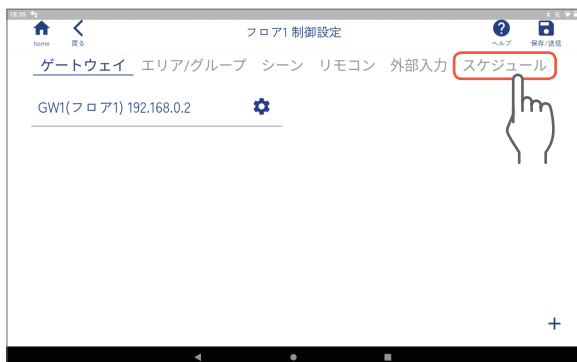 18:35
フロア1 制御設定
home 戻る ヘルプ 保存/送信
ゲートウェイ エリア/グループ シーン リモコン 外部入力 スケジュール
GW1(フロア1) 192.168.0.2